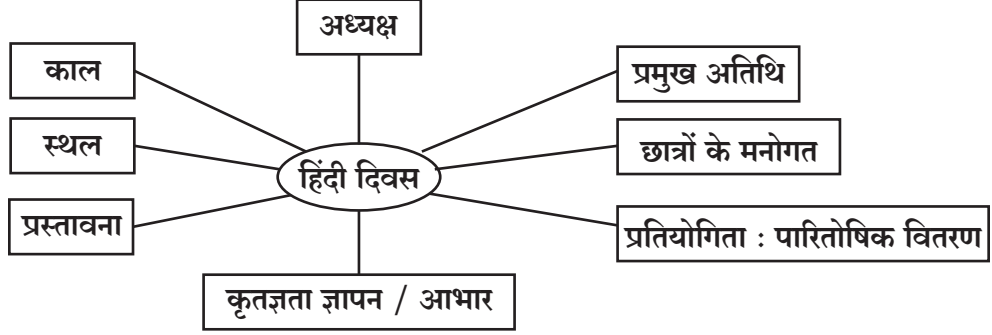 अध्यक्ष
काल
प्रमुख अतिथि
स्थल
छात्रों के मनोगत
हिंदी दिवस
प्रस्तावना
प्रतियोगिता : पारितोषिक वितरण
कृतज्ञता ज्ञापन / आभार